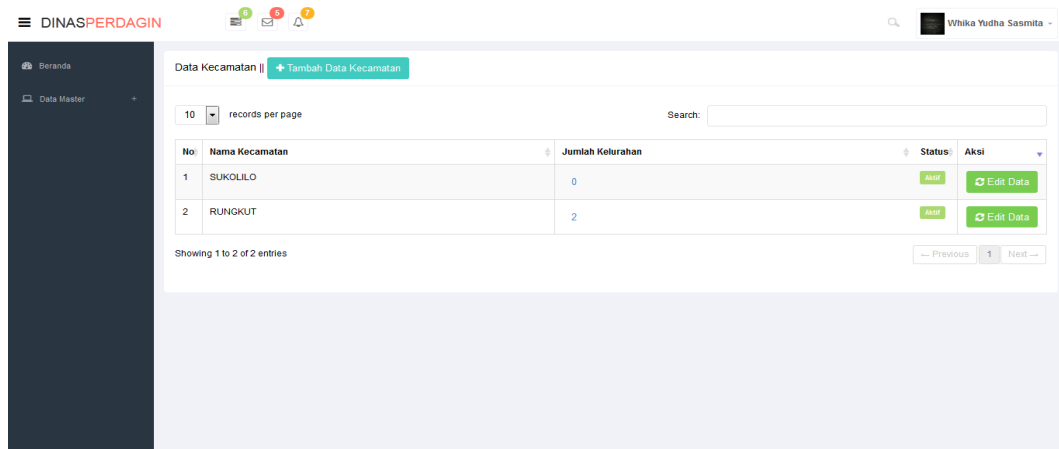 DINASPERDAGIN 6 5 7 Whika Yudha Sasmita
Beranda
Data Master +
Data Kecamatan || + Tambah Data Kecamatan
10 records per page Search:
No Nama Kecamatan Jumlah Kelurahan Status Aksi
1 SUKOLILO 0 Aktif Edit Data
2 RUNGKUT 2 Aktif Edit Data
Showing 1 to 2 of 2 entries ← Previous 1 Next →